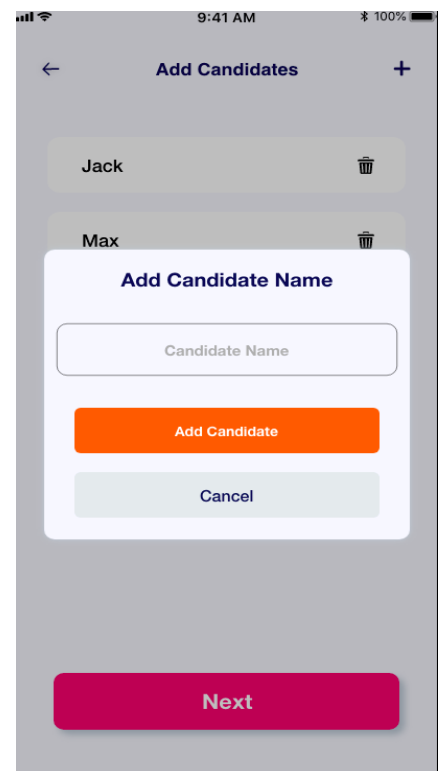 9:41 AM 100%
Add Candidates
Jack
Max
Add Candidate Name
Candidate Name
Add Candidate
Cancel
Next